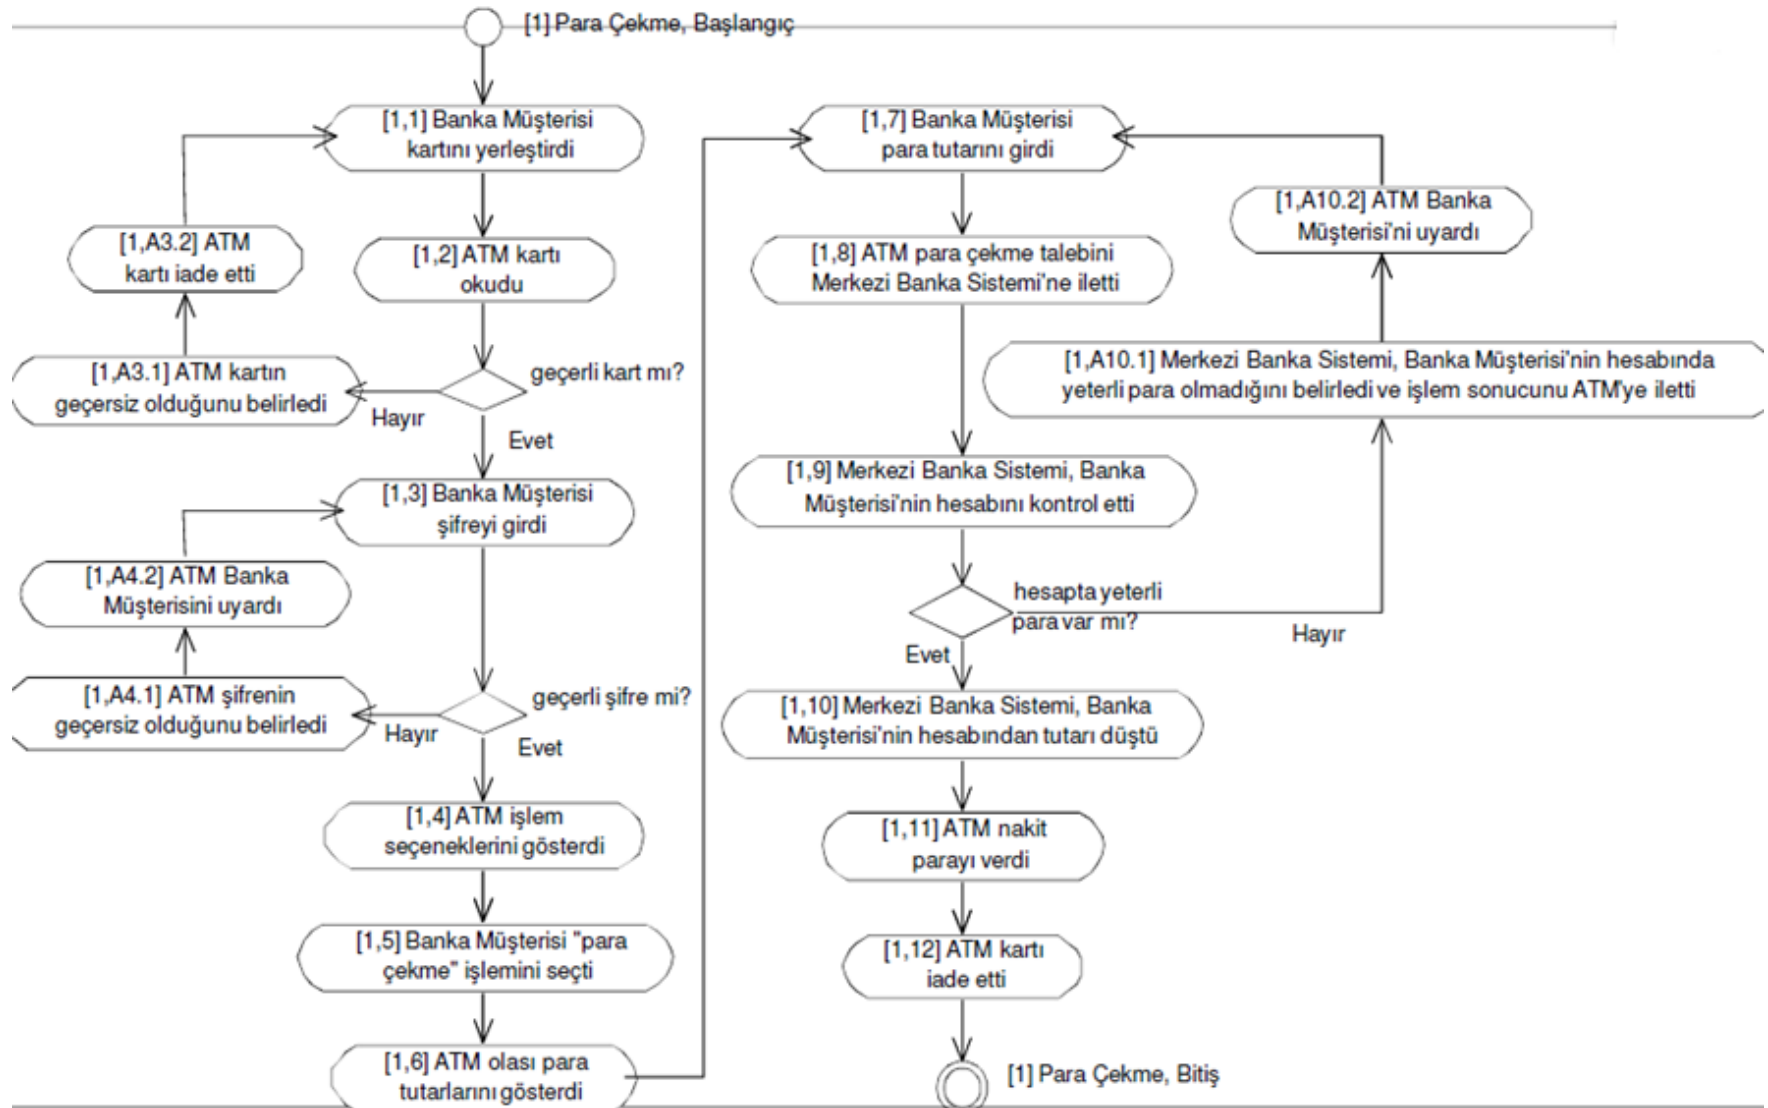 [1] Para Çekme, Başlangıç
[1,1] Banka Müşterisi
kartını yerleştirdi
[1,A3.2] ATM
kartı iade etti
[1,2] ATM kartı
okudu
[1,A3.1] ATM kartın
geçersiz olduğunu belirledi
geçerli kart mı?
Hayır
Evet
[1,3] Banka Müşterisi
şifreyi girdi
[1,A4.2] ATM Banka
Müşterisini uyardı
[1,A4.1] ATM şifrenin
geçersiz olduğunu belirledi
geçerli şifre mi?
Hayır
Evet
[1,4] ATM işlem
seçeneklerini gösterdi
[1,5] Banka Müşterisi "para
çekme" işlemini seçti
[1,6] ATM olası para
tutarlarını gösterdi
[1,7] Banka Müşterisi
para tutarını girdi
[1,A10.2] ATM Banka
Müşterisi'ni uyardı
[1,8] ATM para çekme talebini
Merkezi Banka Sistemi'ne iletti
[1,A10.1] Merkezi Banka Sistemi, Banka Müşterisi'nin hesabında
yeterli para olmadığını belirledi ve işlem sonucunu ATM'ye iletti
[1,9] Merkezi Banka Sistemi, Banka
Müşterisi'nin hesabını kontrol etti
hesapta yeterli
para var mı?
Hayır
Evet
[1,10] Merkezi Banka Sistemi, Banka
Müşterisi'nin hesabından tutarı düştü
[1,11] ATM nakit
parayı verdi
[1,12] ATM kartı
iade etti
[1] Para Çekme, Bitiş